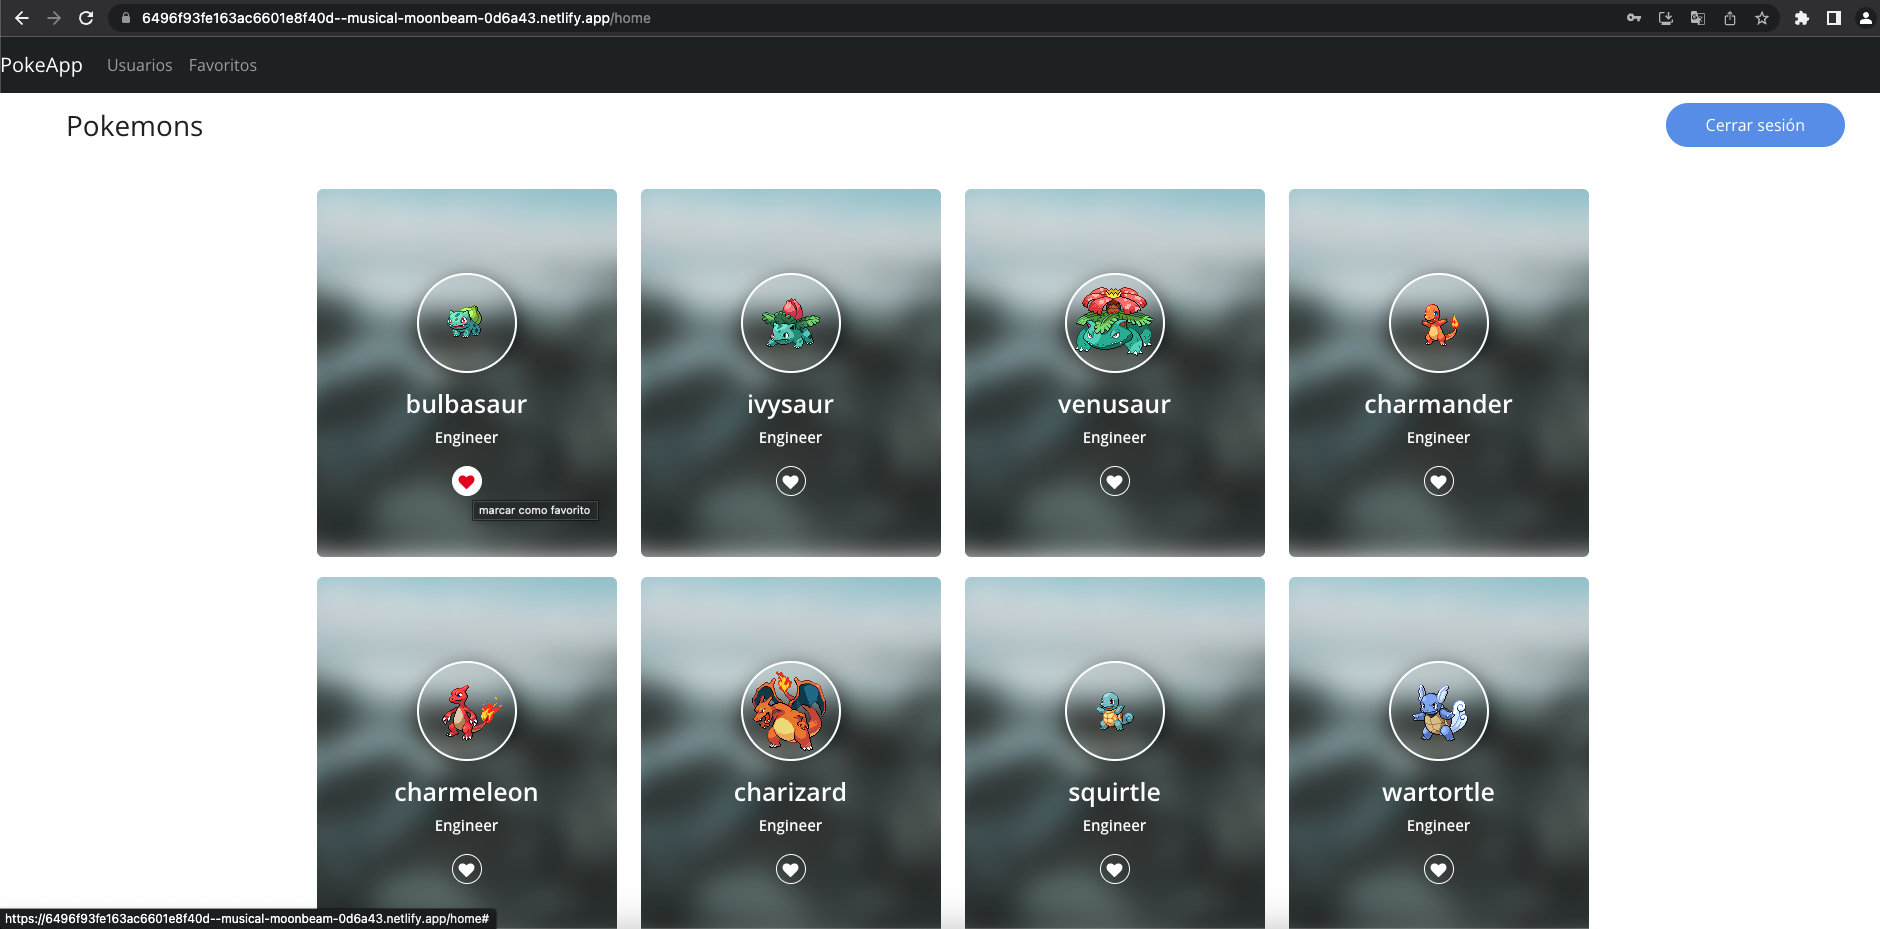 6496f93fe163ac6601e8f40d--musical-moonbeam-0d6a43.netlify.app/home
PokeApp Usuarios Favoritos
Pokemons
Cerrar sesión
bulbasaur
Engineer
marcar como favorito
ivysaur
Engineer
venusaur
Engineer
charmander
Engineer
charmeleon
Engineer
charizard
Engineer
squirtle
Engineer
wartortle
Engineer
https://6496f93fe163ac6601e8f40d--musical-moonbeam-0d6a43.netlify.app/home#